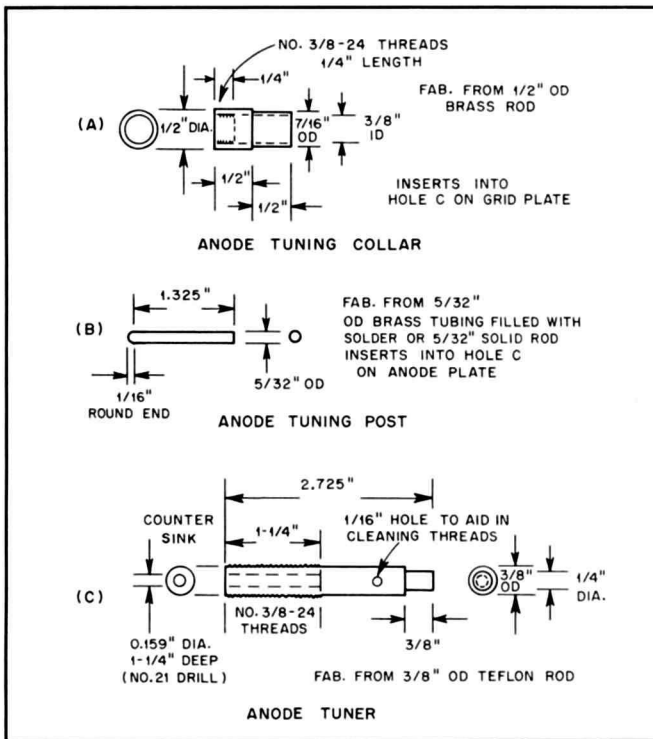 NO. 3/8-24 THREADS
1/4" LENGTH
1/4"
FAB. FROM 1/2" OD
BRASS ROD
(A)
1/2" DIA.
7/16"
OD
3/8"
ID
1/2"
1/2"
INSERTS INTO
HOLE C ON GRID PLATE
ANODE TUNING COLLAR
1.325"
(B)
FAB. FROM 5/32"
OD BRASS TUBING FILLED WITH
SOLDER OR 5/32" SOLID ROD
INSERTS INTO HOLE C
ON ANODE PLATE
1/16"
ROUND END
5/32" OD
ANODE TUNING POST
2.725"
COUNTER
SINK
1-1/4"
1/16" HOLE TO AID IN
CLEANING THREADS
(C)
3/8"
OD
1/4"
DIA.
NO. 3/8-24
THREADS
3/8"
0.159" DIA.
1-1/4" DEEP
(NO.21 DRILL)
FAB. FROM 3/8" OD TEFLON ROD
ANODE TUNER